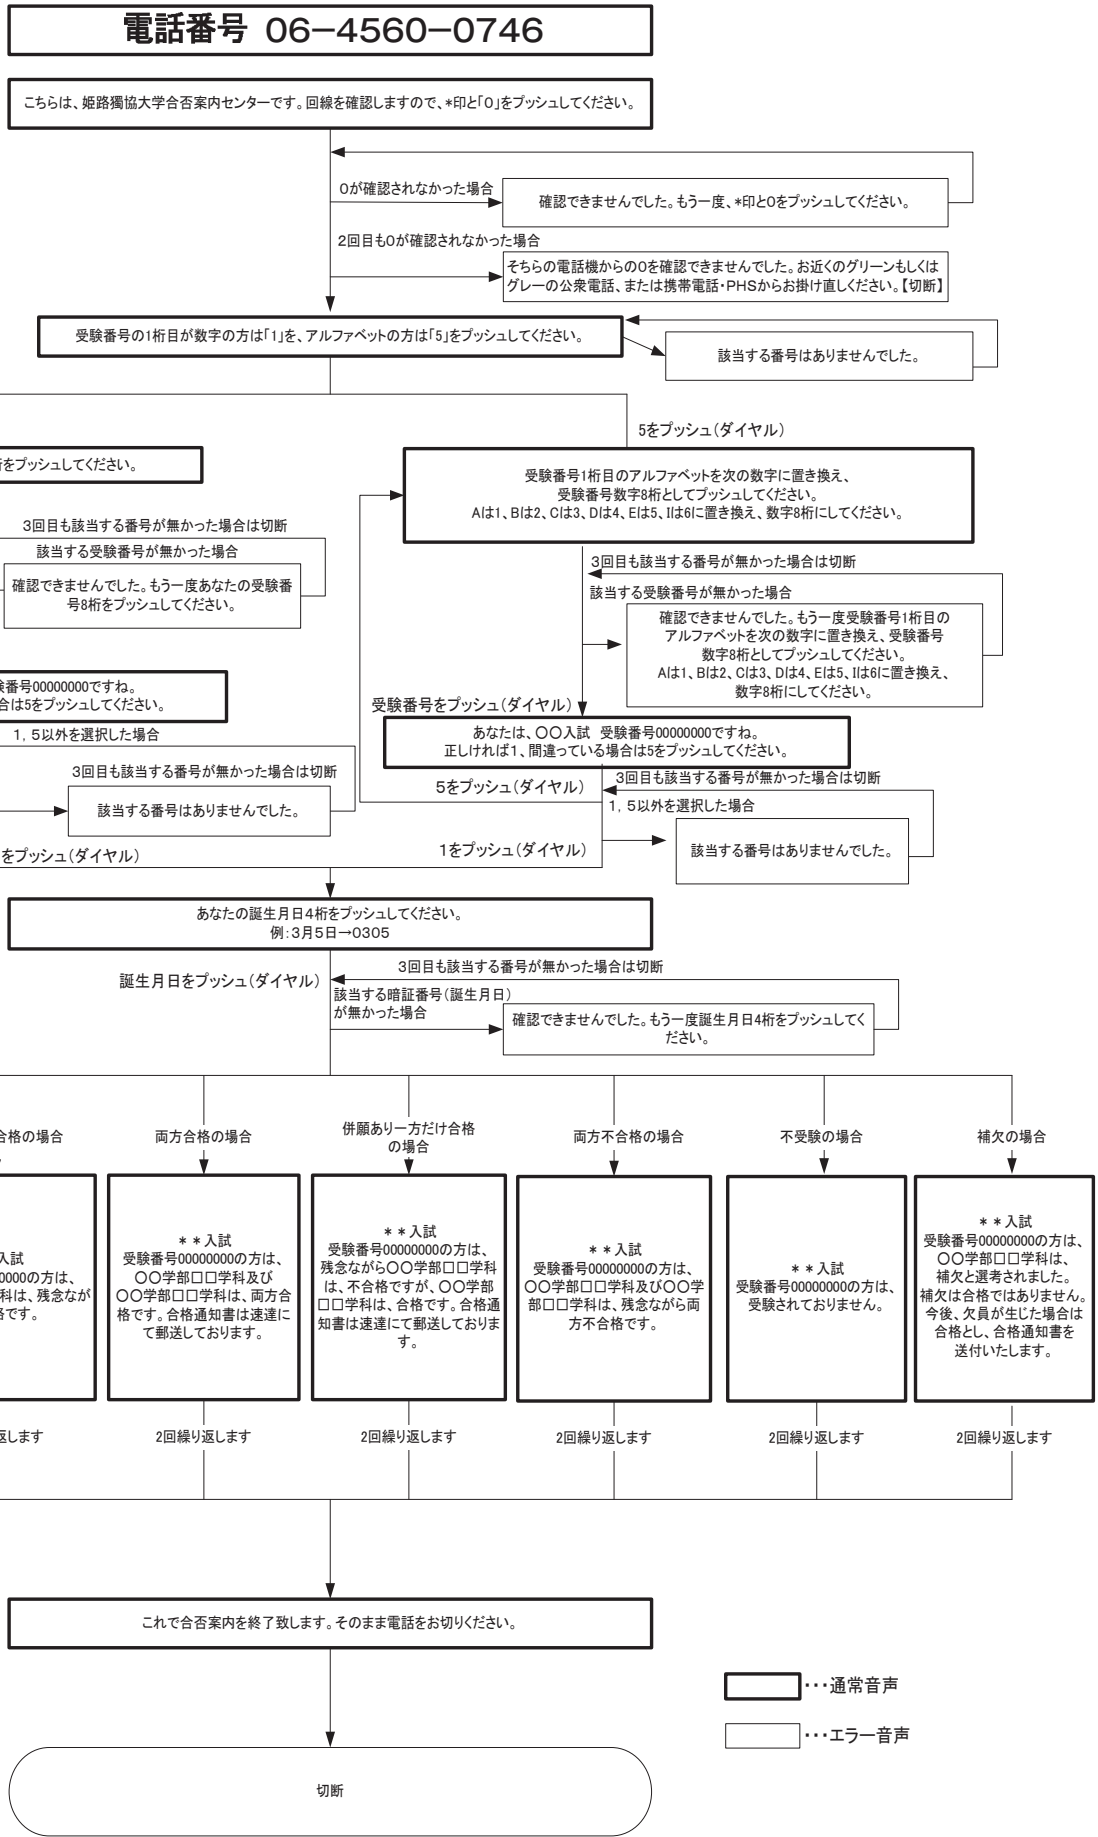 電話番号 06－4560－0746
こちらは、姫路獨協大学合否案内センターです。回線を確認しますので、*印と「0」をプッシュしてください。
0が確認されなかった場合
確認できませんでした。もう一度、*印と0をプッシュしてください。
2回目も0が確認されなかった場合
そちらの電話機からの0を確認できませんでした。お近くのグリーンもしくは
グレーの公衆電話、または携帯電話・PHSからお掛け直しください。【切断】
受験番号の1桁目が数字の方は「1」を、アルファベットの方は「5」をプッシュしてください。
該当する番号はありませんでした。
5をプッシュ(ダイヤル)
桁をプッシュしてください。
受験番号1桁目のアルファベットを次の数字に置き換え、
受験番号数字8桁としてプッシュしてください。
Aは1、Bは2、Cは3、Dは4、Eは5、Iは6に置き換え、数字8桁にしてください。
3回目も該当する番号が無かった場合は切断
該当する受験番号が無かった場合
確認できませんでした。もう一度あなたの受験番
号8桁をプッシュしてください。
3回目も該当する番号が無かった場合は切断
該当する受験番号が無かった場合
確認できませんでした。もう一度受験番号1桁目の
アルファベットを次の数字に置き換え、受験番号
数字8桁としてプッシュしてください。
Aは1、Bは2、Cは3、Dは4、Eは5、Iは6に置き換え、
数字8桁にしてください。
験番号00000000ですね。
合は5をプッシュしてください。
受験番号をプッシュ(ダイヤル)
あなたは、〇〇入試 受験番号00000000ですね。
正しければ1、間違っている場合は5をプッシュしてください。
1，5以外を選択した場合
3回目も該当する番号が無かった場合は切断
該当する番号はありませんでした。
5をプッシュ(ダイヤル)
3回目も該当する番号が無かった場合は切断
1，5以外を選択した場合
該当する番号はありませんでした。
をプッシュ(ダイヤル)
1をプッシュ(ダイヤル)
あなたの誕生月日4桁をプッシュしてください。
例：3月5日→0305
誕生月日をプッシュ(ダイヤル)
3回目も該当する番号が無かった場合は切断
該当する暗証番号(誕生月日)
が無かった場合
確認できませんでした。もう一度誕生月日4桁をプッシュしてく
ださい。
合格の場合
両方合格の場合
併願あり一方だけ合格
の場合
両方不合格の場合
不受験の場合
補欠の場合
入試
0000の方は、
科は、残念なが
格です。
＊＊入試
受験番号00000000の方は、
〇〇学部□□学科及び
〇〇学部□□学科は、両方合
格です。合格通知書は速達に
て郵送しております。
＊＊入試
受験番号00000000の方は、
残念ながら〇〇学部□□学科
は、不合格ですが、〇〇学部
□□学科は、合格です。合格通
知書は速達にて郵送しておりま
す。
＊＊入試
受験番号00000000の方は、
〇〇学部□□学科及び〇〇学
部□□学科は、残念ながら両
方不合格です。
＊＊入試
受験番号00000000の方は、
受験されておりません。
＊＊入試
受験番号00000000の方は、
〇〇学部□□学科は、
補欠と選考されました。
補欠は合格ではありません。
今後、欠員が生じた場合は
合格とし、合格通知書を
送付いたします。
返します
2回繰り返します
2回繰り返します
2回繰り返します
2回繰り返します
2回繰り返します
これで合否案内を終了致します。そのまま電話をお切りください。
・・・通常音声
・・・エラー音声
切断